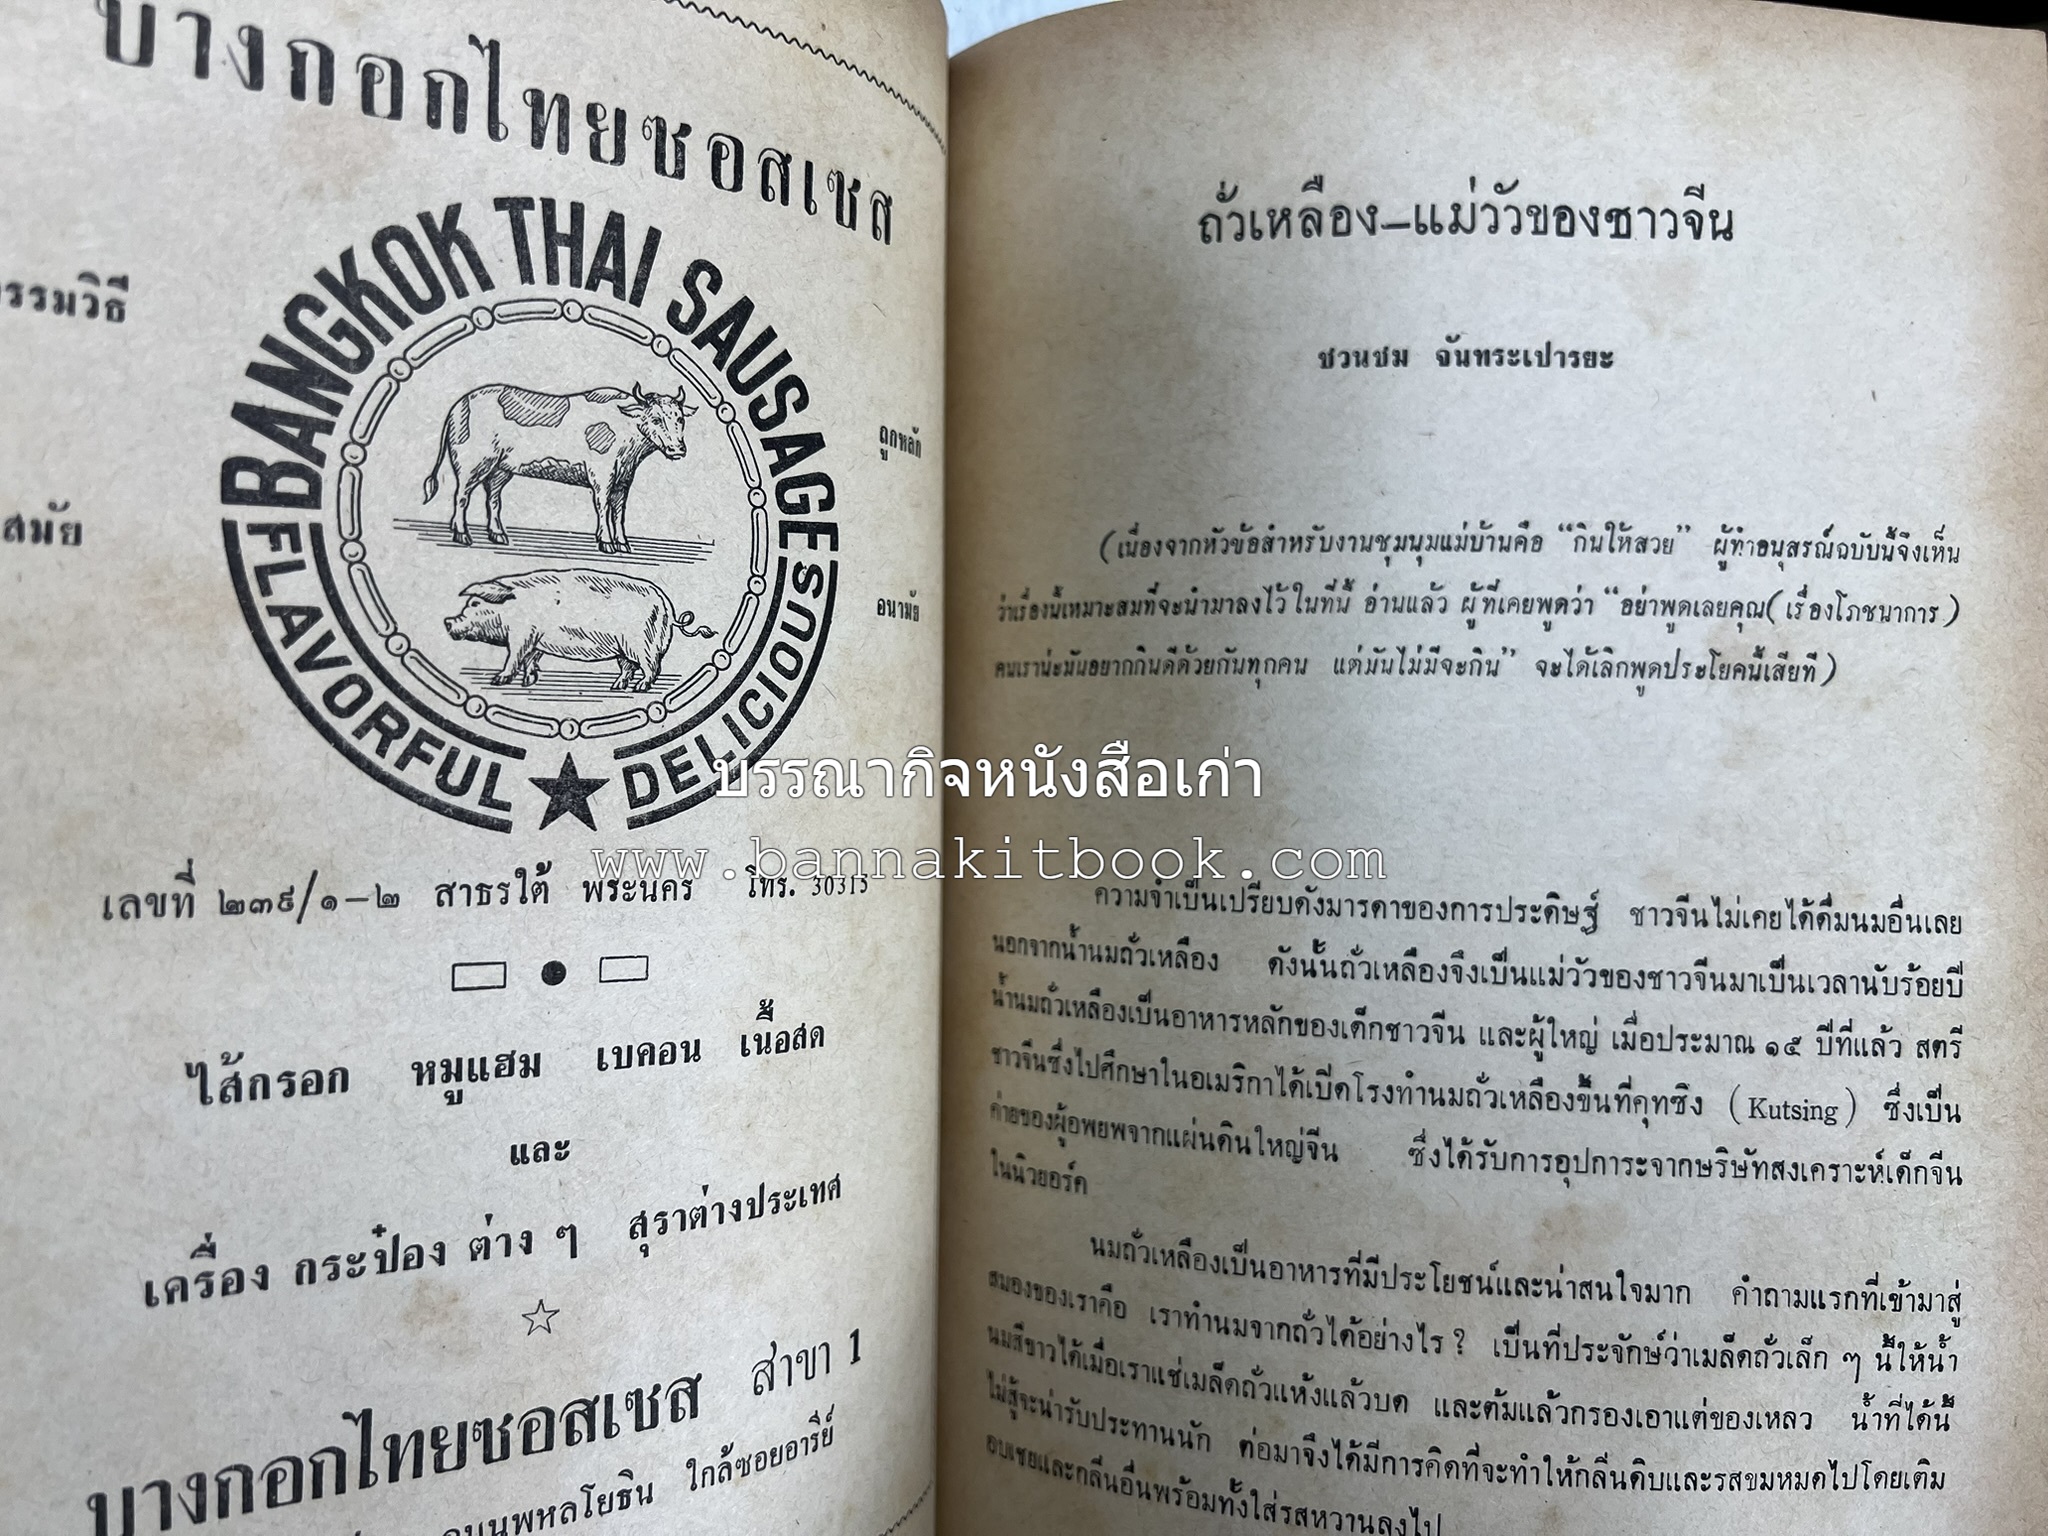 บางกอกไทยซอสเซส
กรรมวิธี
สมัย
BANGKOK THAI SAUSAGE
FLAVORFUL ★ DELICIOUS
ถูกหลัก
อนามัย
เลขที่ ๒๓๙/๑–๒ สาธรใต้ พระนคร โทร. 30315
ไส้กรอก หมูแฮม เบคอน เนื้อสด
และ
เครื่อง กระป๋อง ต่าง ๆ สุราต่างประเทศ
บางกอกไทยซอสเซส สาขา 1
ถนนพหลโยธิน ใกล้ซอยอารีย์
ถั่วเหลือง–แม่วัวของชาวจีน
ชวนชม จันทระเปารยะ
(เนื่องจากหัวข้อสำหรับงานชุมนุมแม่บ้านคือ “กินให้สวย” ผู้ทำอนุสรณ์ฉบับนี้จึงเห็น
ว่าเรื่องนี้เหมาะสมที่จะนำมาลงไว้ในที่นี้ อ่านแล้ว ผู้ที่เคยพูดว่า “อย่าพูดเลยคุณ(เรื่องโภชนาการ)
คนเราน่ะมันอยากกินดีด้วยกันทุกคน แต่มันไม่มีจะกิน” จะได้เลิกพูดประโยคนี้เสียที)
บรรณากิจหนังสือเก่า
www.bannakitbook.com
ความจำเป็นเปรียบดังมารดาของการประดิษฐ์ ชาวจีนไม่เคยได้ดื่มนมอื่นเลย
นอกจากน้ำนมถั่วเหลือง ดังนั้นถั่วเหลืองจึงเป็นแม่วัวของชาวจีนมาเป็นเวลานับร้อยปี
น้ำนมถั่วเหลืองเป็นอาหารหลักของเด็กชาวจีน และผู้ใหญ่ เมื่อประมาณ ๑๕ ปีที่แล้ว สตรี
ชาวจีนซึ่งไปศึกษาในอเมริกาได้เปิดโรงทำนมถั่วเหลืองขึ้นที่คุทซิง (Kutsing) ซึ่งเป็น
ค่ายของผู้อพยพจากแผ่นดินใหญ่จีน ซึ่งได้รับการอุปการะจากบริษัทสงเคราะห์เด็กจีน
ในนิวยอร์ค
นมถั่วเหลืองเป็นอาหารที่มีประโยชน์และน่าสนใจมาก คำถามแรกที่เข้ามาสู่
สมองของเราคือ เราทำนมจากถั่วได้อย่างไร ? เป็นที่ประจักษ์ว่าเมล็ดถั่วเล็ก ๆ นี้ให้น้ำ
นมสีขาวได้เมื่อเราแช่เมล็ดถั่วแห้งแล้วบด และต้มแล้วกรองเอาแต่ของเหลว น้ำที่ได้นี้
ไม่สู้จะน่ารับประทานนัก ต่อมาจึงได้มีการคิดที่จะทำให้กลิ่นดิบและรสขมหมดไปโดยเติม
อบเชยและกลิ่นอื่นพร้อมทั้งใส่รสหวานลงไป